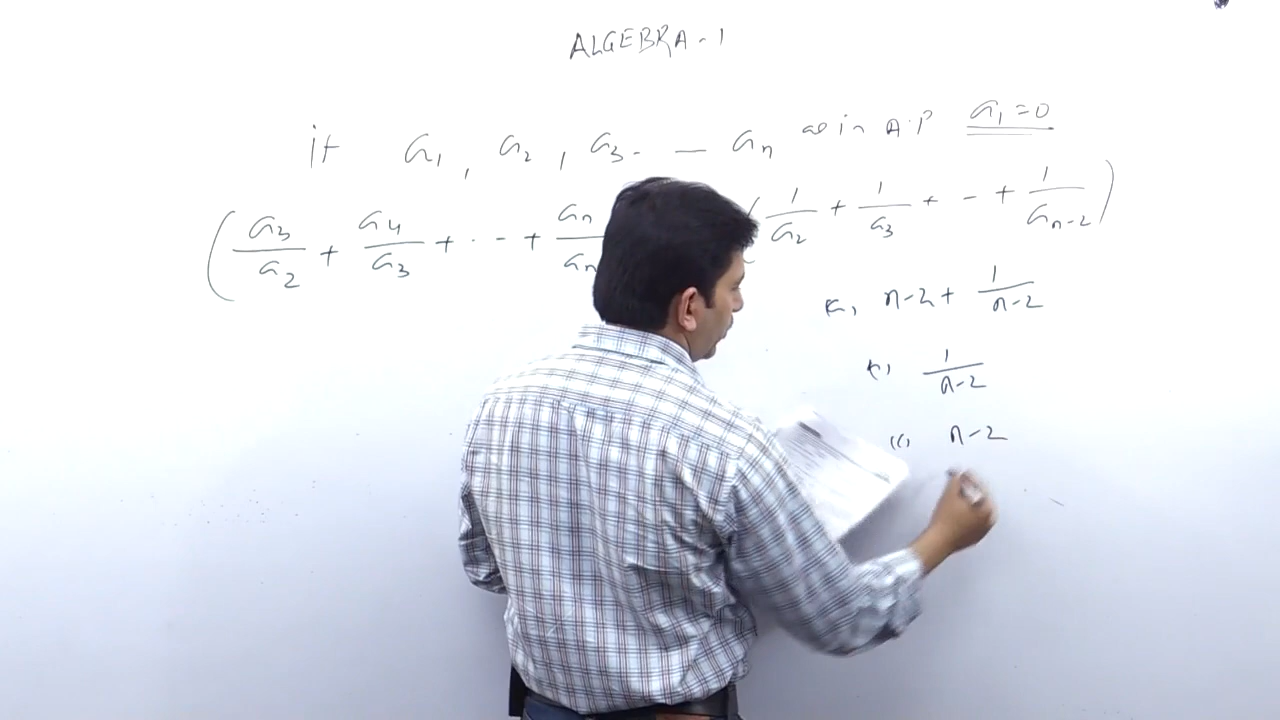 ALGEBRA-1
if a₁, a₂, a₃ - — aₙ are in A.P a₁=0
(a₃/a₂ + a₄/a₃ + - - + aₙ/aₙ (1/a₂ + 1/a₃ + - + 1/aₙ₋₂)
n-2 + 1/(n-2)
1/(n-2)
(c) n-2